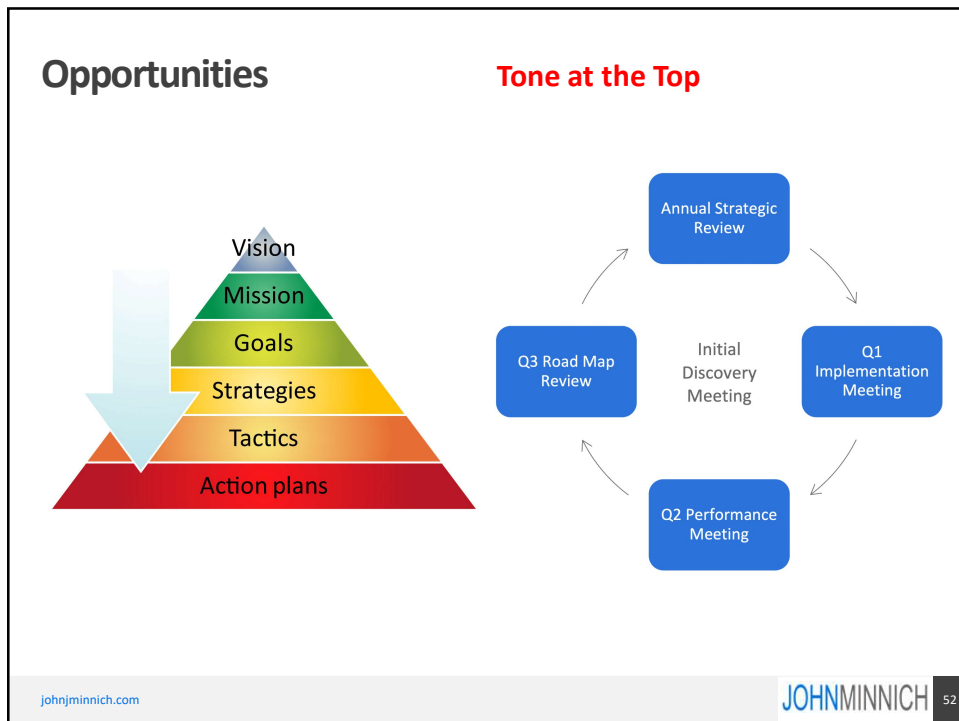 Opportunities
Tone at the Top
Vision
Mission
Goals
Strategies
Tactics
Action plans
Annual Strategic
Review
Q1
Implementation
Meeting
Q2 Performance
Meeting
Q3 Road Map
Review
Initial
Discovery
Meeting
johnjminnich.com
JOHNMINNICH
52